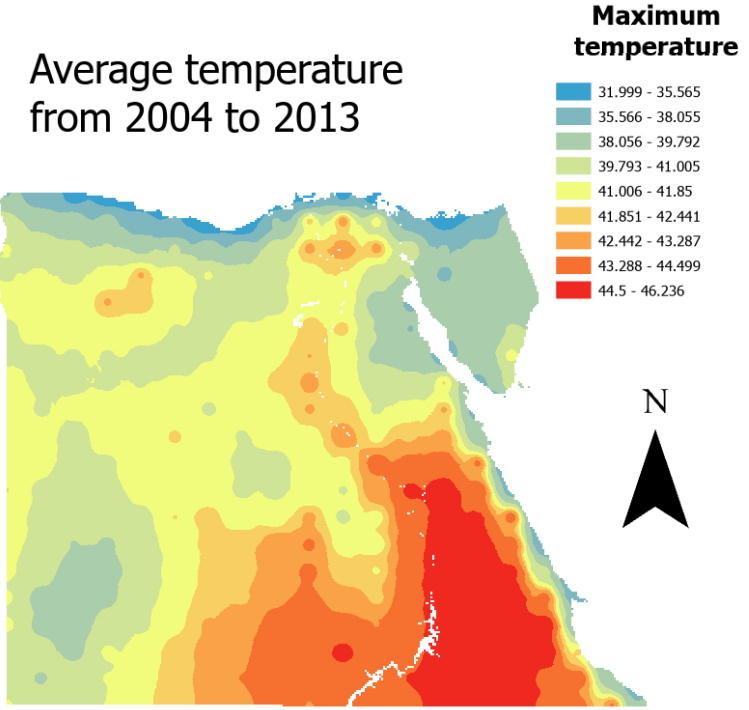 Maximum
temperature
Average temperature
from 2004 to 2013
31.999 - 35.565
35.566 - 38.055
38.056 - 39.792
39.793 - 41.005
41.006 - 41.85
41.851 - 42.441
42.442 - 43.287
43.288 - 44.499
44.5 - 46.236
N